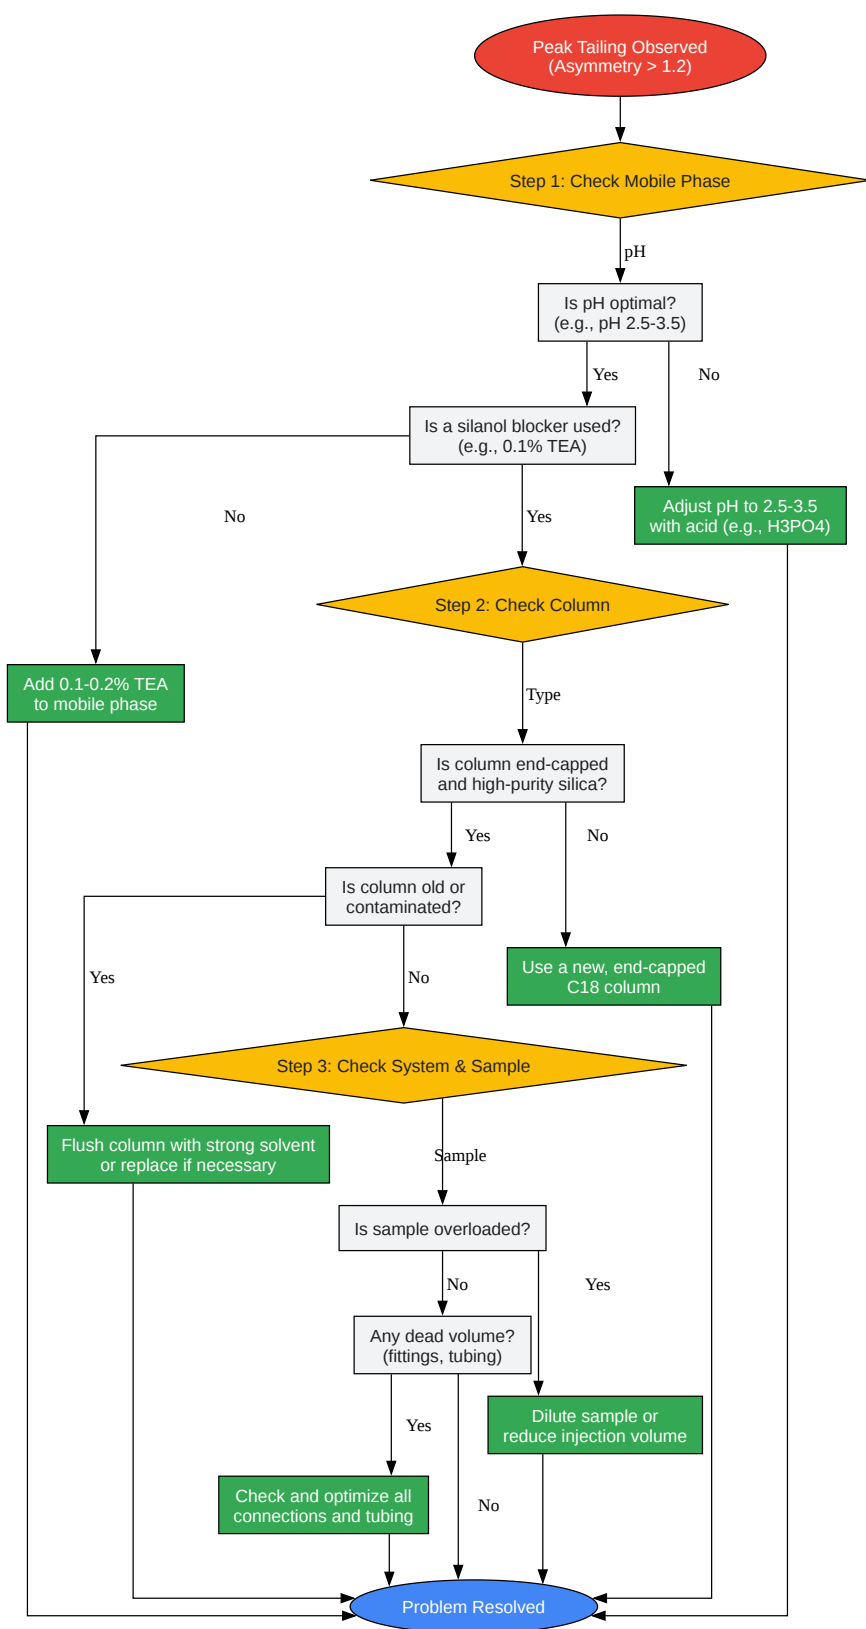 Peak Tailing Observed
(Asymmetry > 1.2)
Step 1: Check Mobile Phase
pH
Is pH optimal?
(e.g., pH 2.5-3.5)
Yes
No
Is a silanol blocker used?
(e.g., 0.1% TEA)
No
Yes
Adjust pH to 2.5-3.5
with acid (e.g., H3PO4)
Step 2: Check Column
Add 0.1-0.2% TEA
to mobile phase
Type
Is column end-capped
and high-purity silica?
Yes
No
Is column old or
contaminated?
Yes
No
Use a new, end-capped
C18 column
Step 3: Check System & Sample
Flush column with strong solvent
or replace if necessary
Sample
Is sample overloaded?
No
Yes
Any dead volume?
(fittings, tubing)
Yes
Dilute sample or
reduce injection volume
No
Check and optimize all
connections and tubing
Problem Resolved